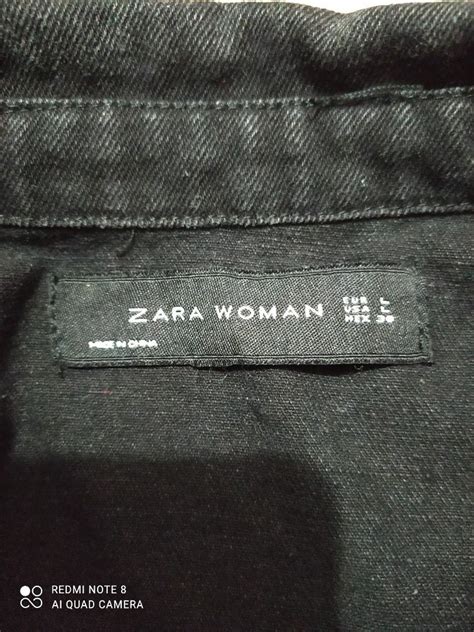 ZARA WOMAN
EUR L
USA L
MEX 30
MADE IN CHINA
REDMI NOTE 8
AI QUAD CAMERA